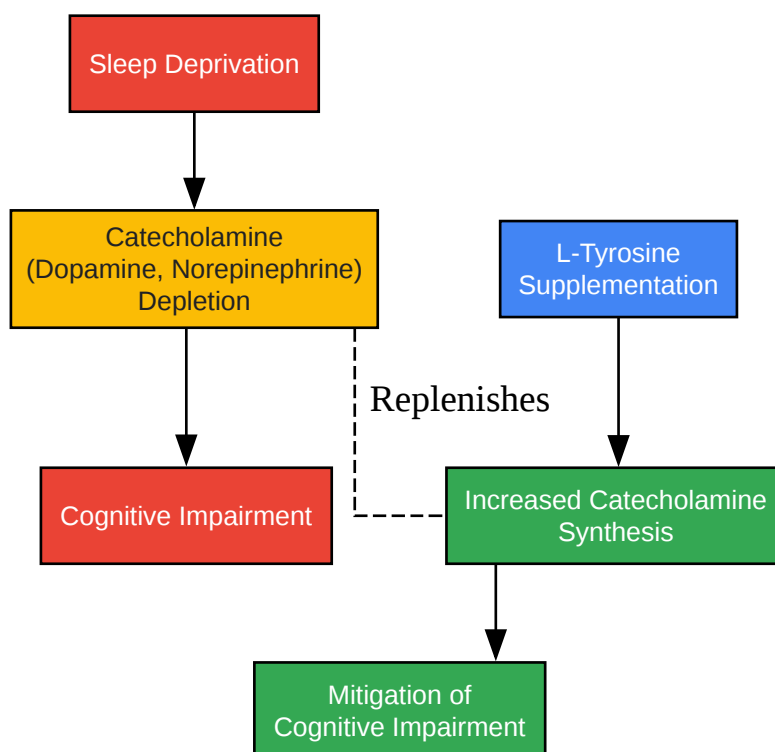 Sleep Deprivation
Catecholamine
(Dopamine, Norepinephrine)
Depletion
L-Tyrosine
Supplementation
Replenishes
Cognitive Impairment
Increased Catecholamine
Synthesis
Mitigation of
Cognitive Impairment